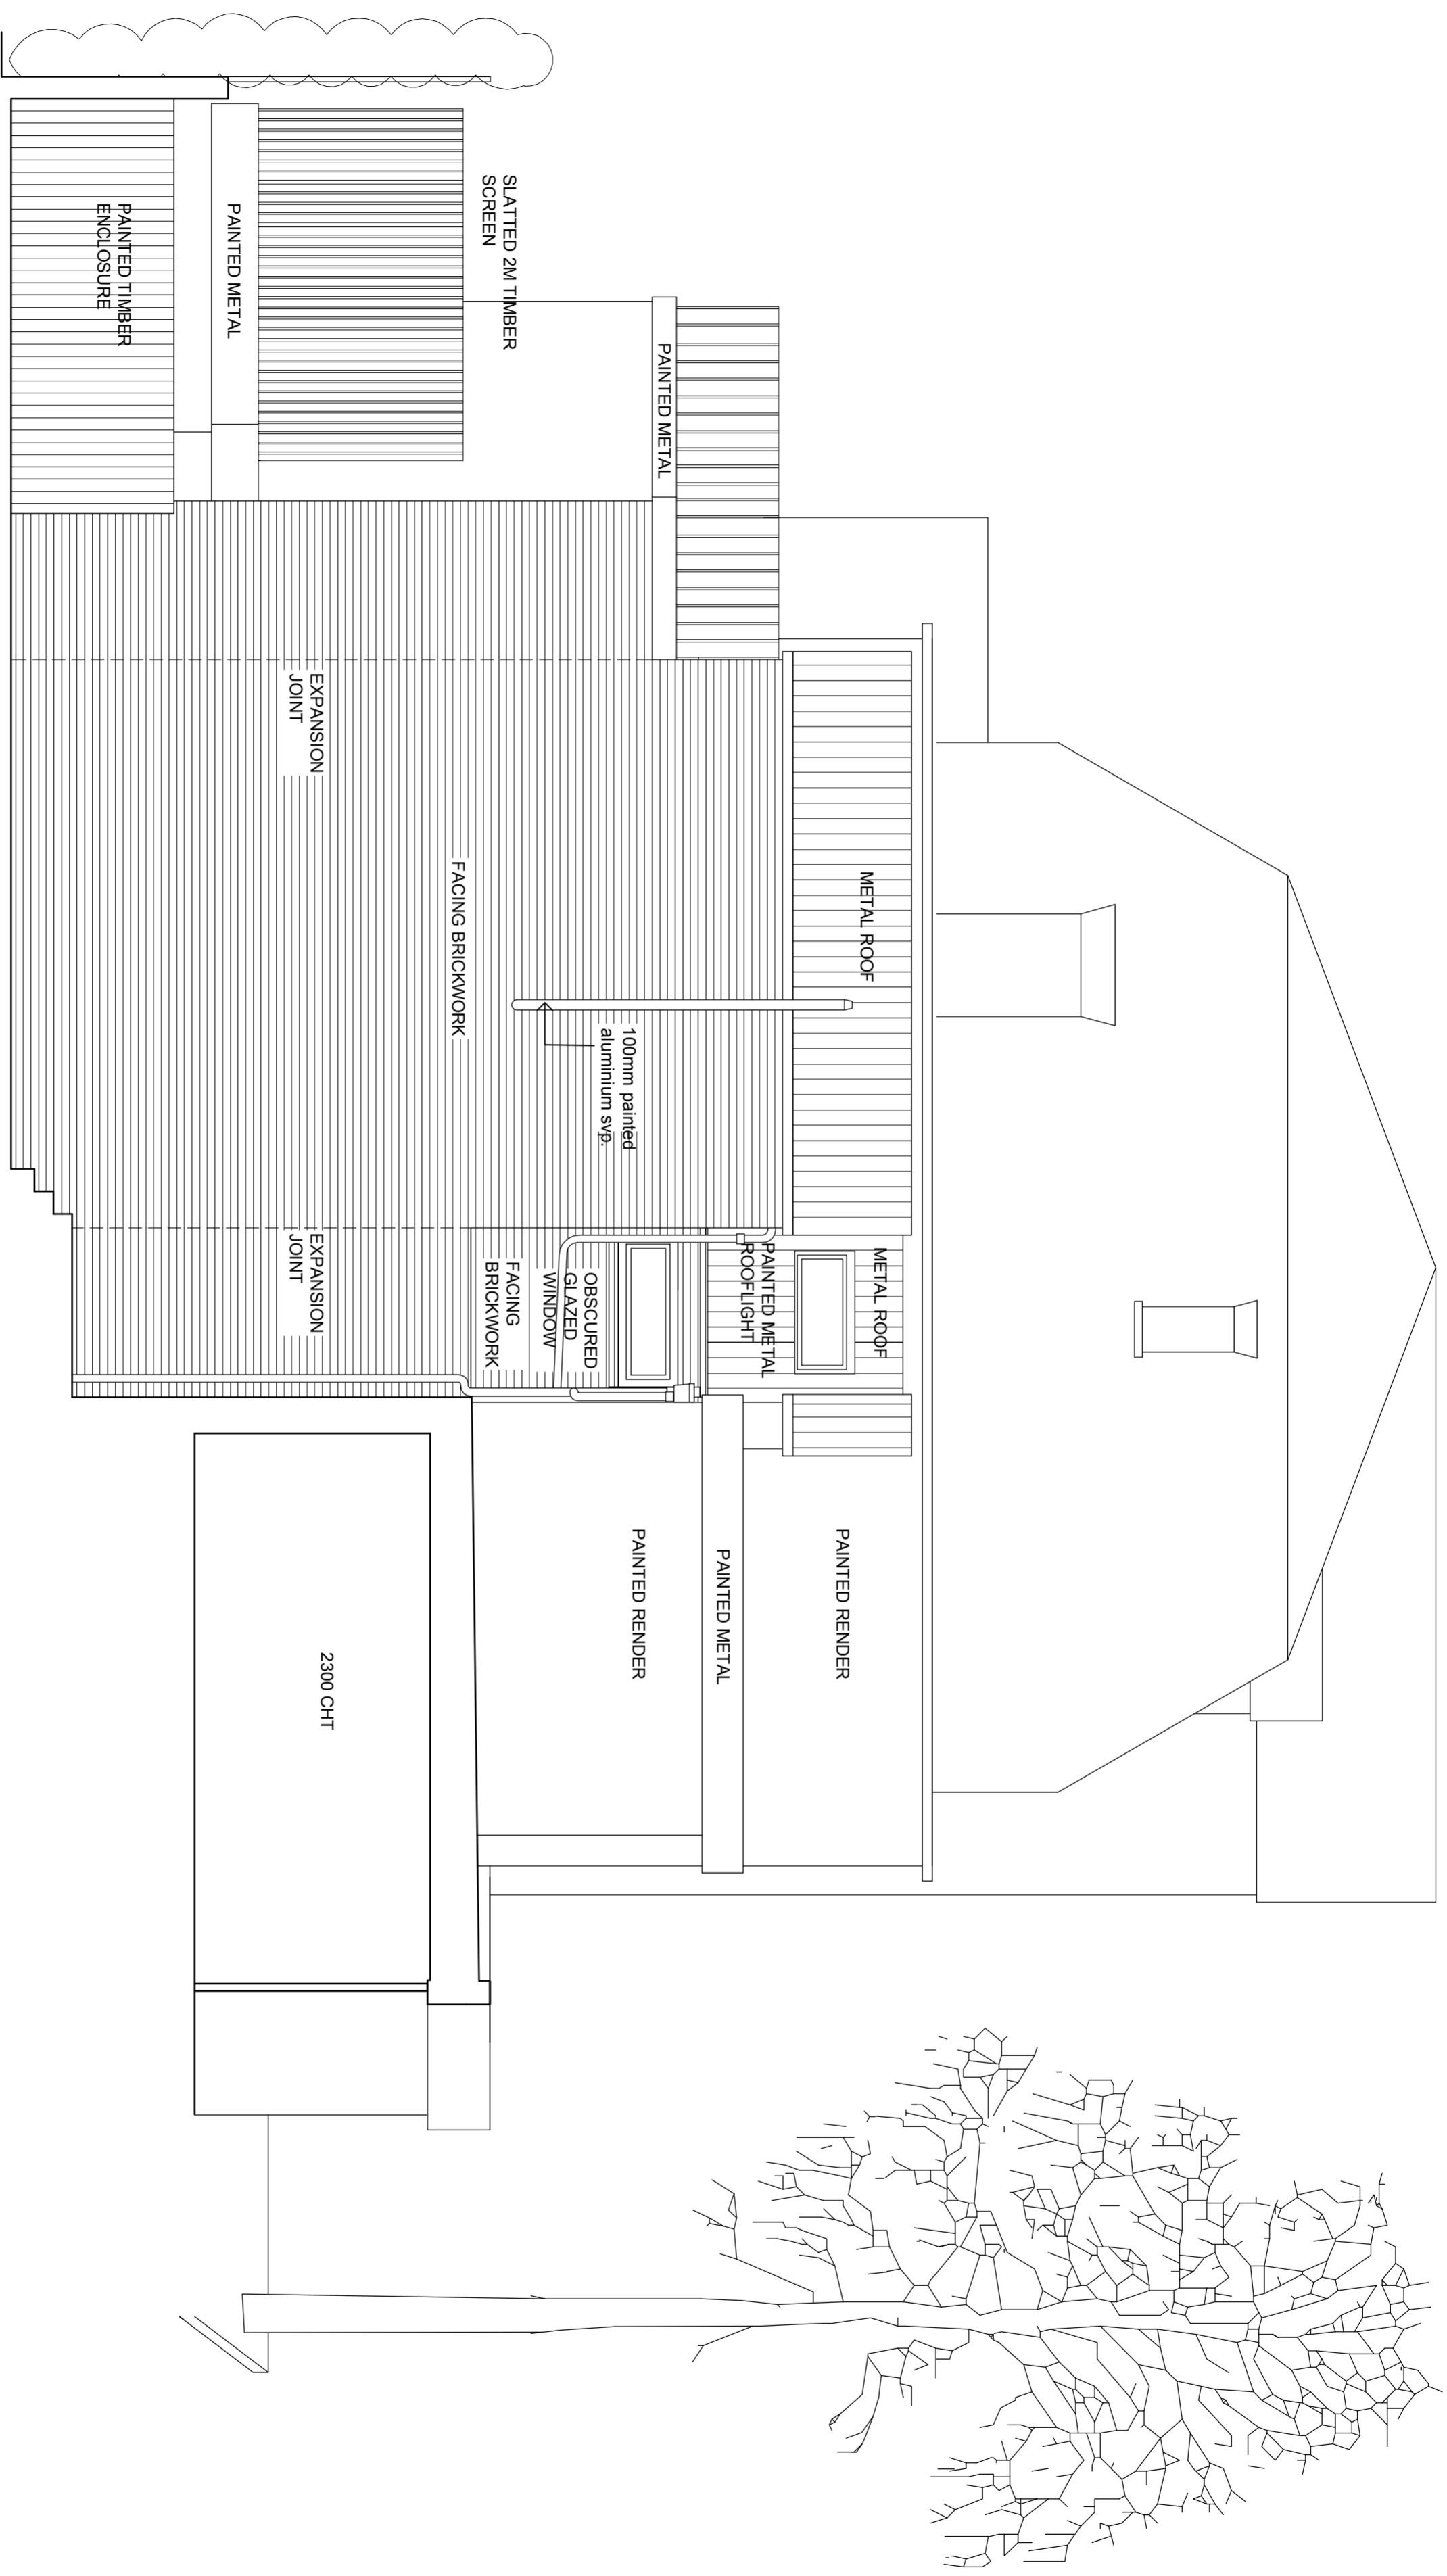 SLATTED 2M TIMBER
SCREEN
PAINTED METAL
PAINTED METAL
PAINTED TIMBER
ENCLOSURE
EXPANSION
JOINT
METAL ROOF
FACING BRICKWORK
100mm painted
aluminium svp.
METAL ROOF
PAINTED METAL
ROOFLIGHT
OBSCURED
GLAZED
WINDOW
FACING
BRICKWORK
EXPANSION
JOINT
PAINTED RENDER
PAINTED METAL
PAINTED RENDER
2300 CHT